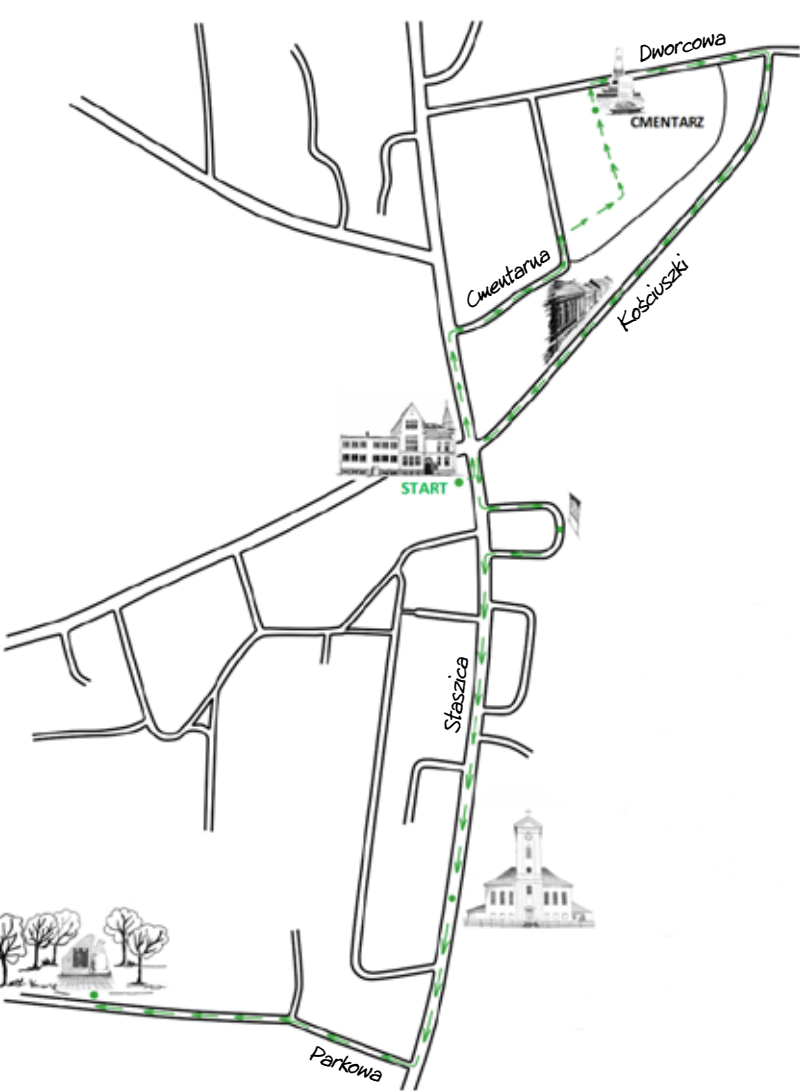 Dworcowa
CMENTARZ
Cmentarna
Kościuszki
START
Staszica
Parkowa